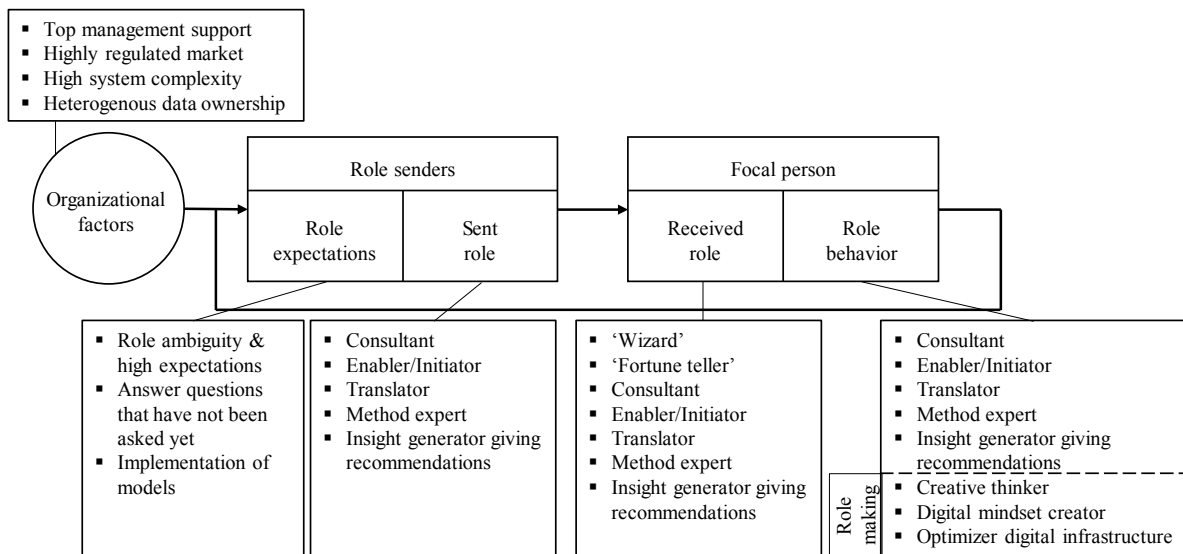 ▪ Top management support
▪ Highly regulated market
▪ High system complexity
▪ Heterogenous data ownership
Organizational
factors
Role senders
Role
expectations
Sent
role
Focal person
Received
role
Role
behavior
▪ Role ambiguity &
high expectations
▪ Answer questions
that have not been
asked yet
▪ Implementation of
models
▪ Consultant
▪ Enabler/Initiator
▪ Translator
▪ Method expert
▪ Insight generator giving
recommendations
▪ ‘Wizard’
▪ ‘Fortune teller’
▪ Consultant
▪ Enabler/Initiator
▪ Translator
▪ Method expert
▪ Insight generator giving
recommendations
▪ Consultant
▪ Enabler/Initiator
▪ Translator
▪ Method expert
▪ Insight generator giving
recommendations
Role
making
▪ Creative thinker
▪ Digital mindset creator
▪ Optimizer digital infrastructure